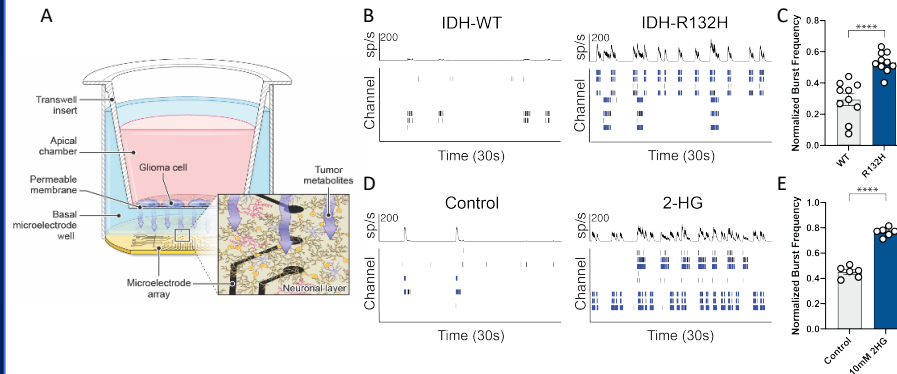 A
Transwell
insert
Apical
chamber
Glioma cell
Permeable
membrane
Basal
microelectrode
well
Tumor
metabolites
Microelectrode
array
Neuronal layer
B
IDH-WT
IDH-R132H
sp/s
200
sp/s
200
Channel
Channel
Time (30s)
Time (30s)
C
****
Normalized Burst Frequency
0.8
0.6
0.4
0.2
0.0
WT
R132H
D
Control
2-HG
sp/s
200
sp/s
200
Channel
Channel
Time (30s)
Time (30s)
E
****
Normalized Burst Frequency
1.0
0.8
0.6
0.4
0.2
0.0
Control
10mM 2HG